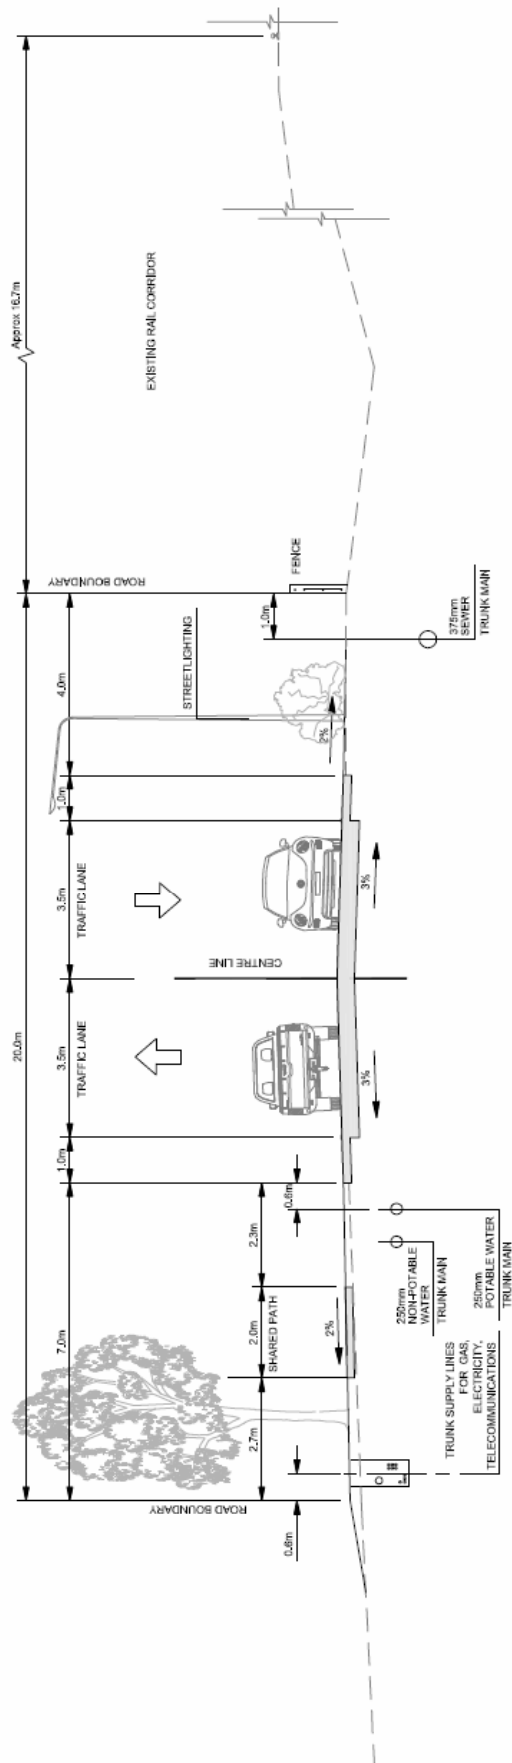 Approx 16.7m
EXISTING RAIL CORRIDOR
ROAD BOUNDARY
FENCE
1.0m
375mm
SEWER
TRUNK MAIN
4.0m
STREETLIGHTING
2%
1.0m
20.0m
3.5m
TRAFFIC LANE
3%
CENTRE LINE
3.5m
TRAFFIC LANE
3%
1.0m
0.6m
7.0m
2.3m
2.0m
SHARED PATH
2%
2.7m
250mm
NON-POTABLE
WATER
TRUNK MAIN
250mm
POTABLE WATER
TRUNK MAIN
TRUNK SUPPLY LINES
FOR GAS,
ELECTRICITY,
TELECOMMUNICATIONS
ROAD BOUNDARY
0.6m